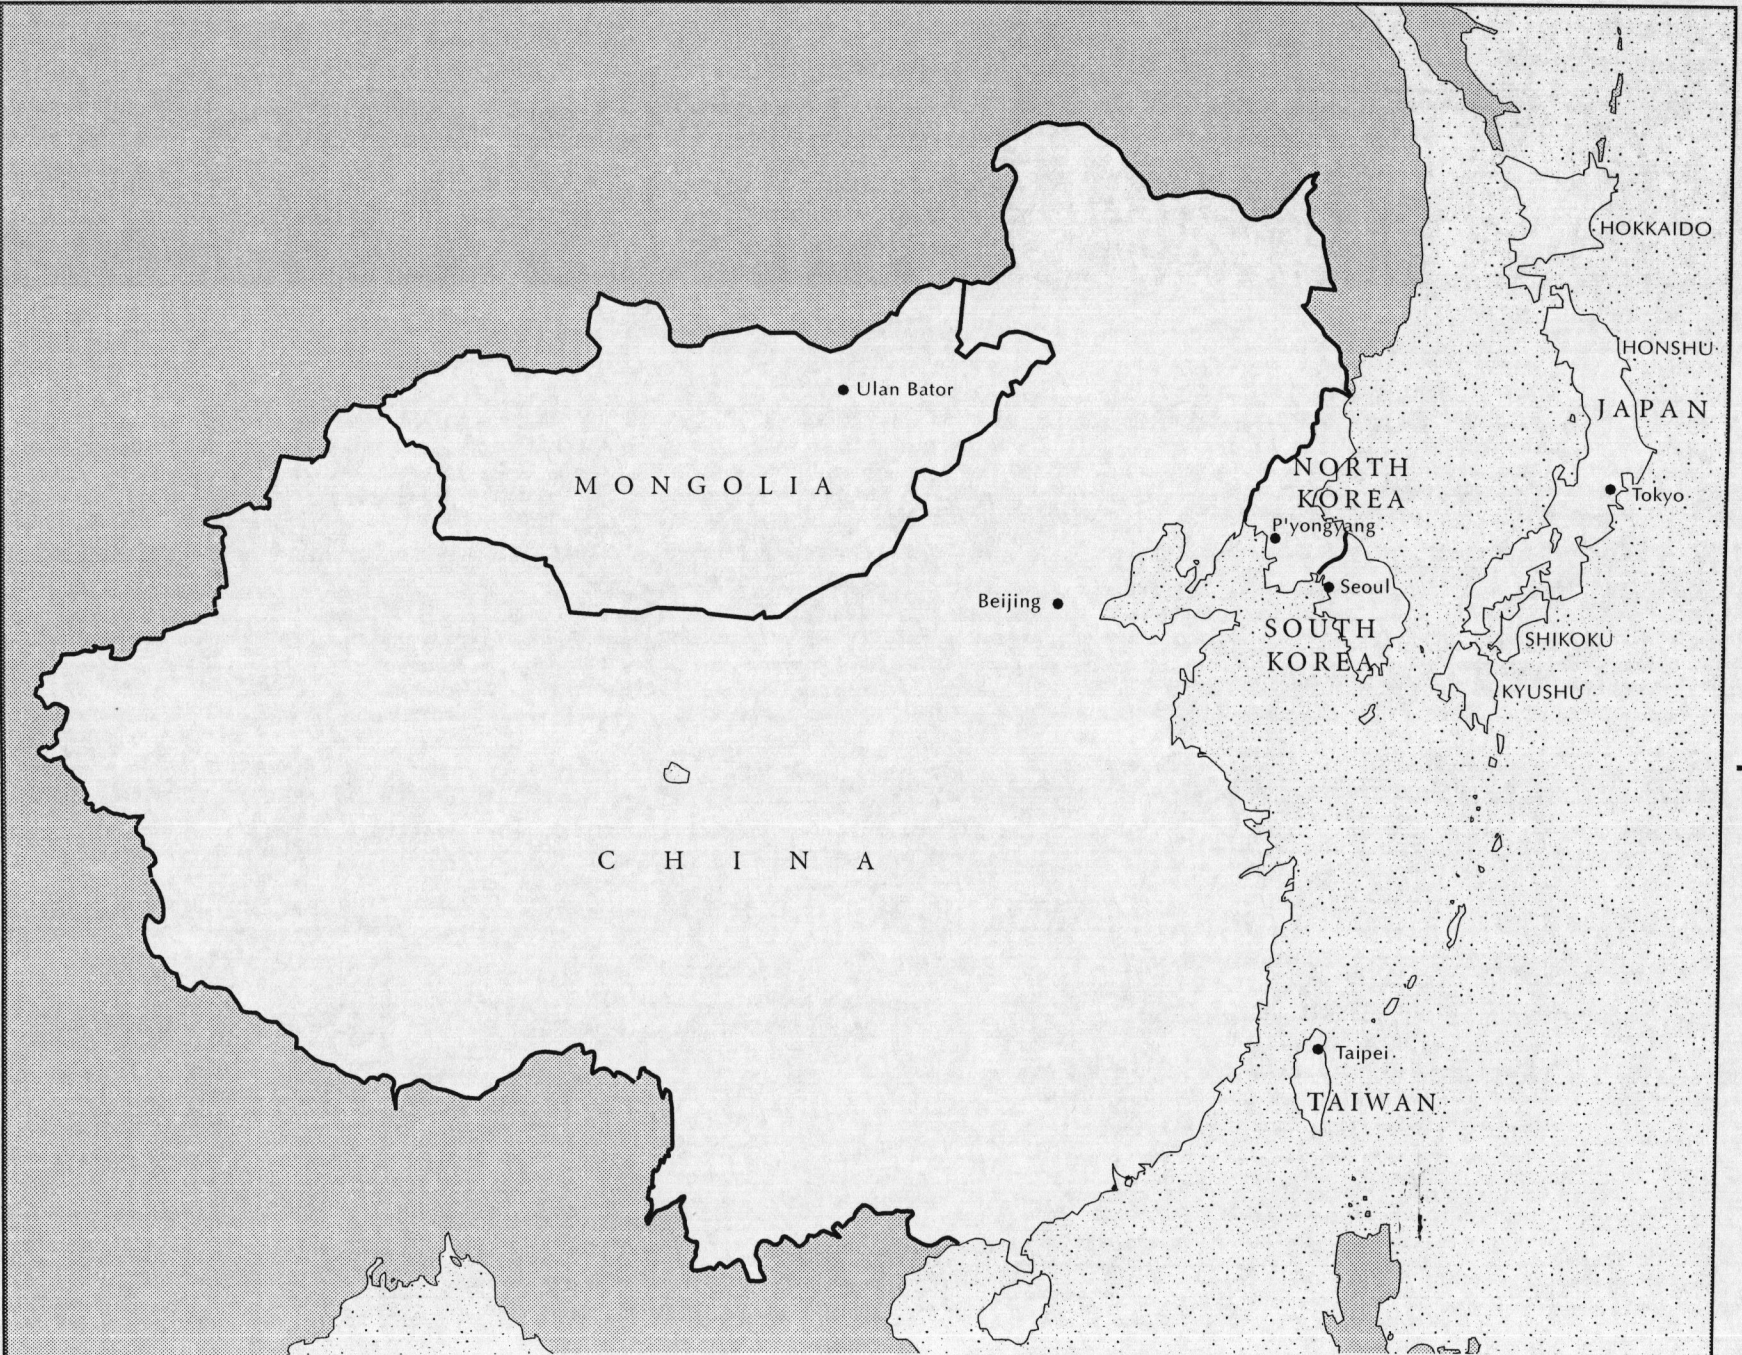 HOKKAIDO
HONSHU
Ulan Bator
JAPAN
NORTH
KOREA
MONGOLIA
Tokyo
P'yongyang
Seoul
Beijing
SOUTH
KOREA
SHIKOKU
KYUSHU
CHINA
Taipei
TAIWAN